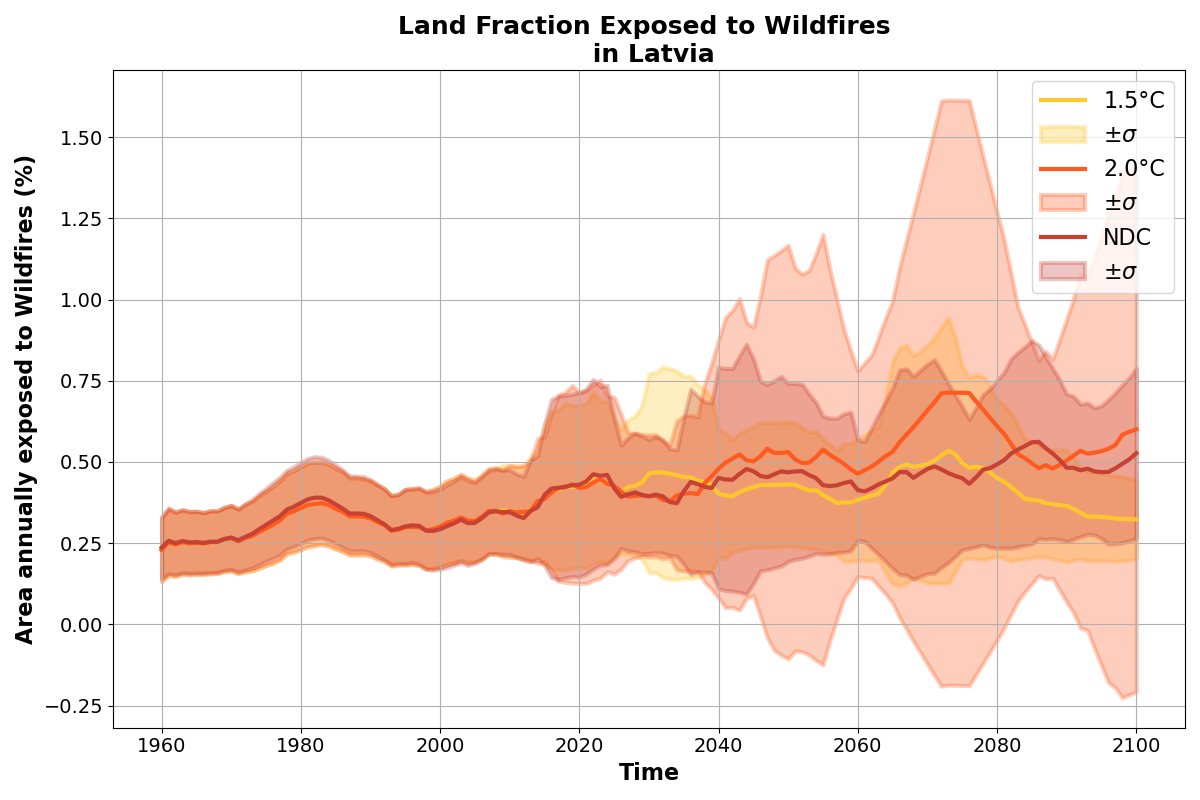 Land Fraction Exposed to Wildfires
in Latvia
Area annually exposed to Wildfires (%)
1.50
1.25
1.00
0.75
0.50
0.25
0.00
−0.25
1960
1980
2000
2020
2040
2060
2080
2100
Time
1.5°C
±σ
2.0°C
±σ
NDC
±σ